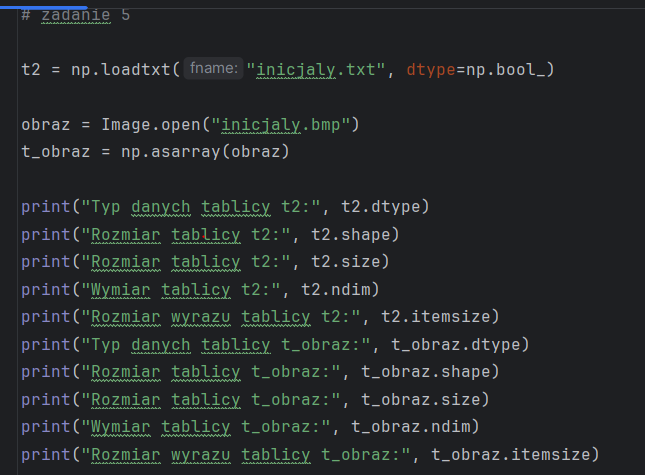 # zadanie 5
t2 = np.loadtxt( fname: "inicjaly.txt", dtype=np.bool_)
obraz = Image.open("inicjaly.bmp")
t_obraz = np.asarray(obraz)
print("Typ danych tablicy t2:", t2.dtype)
print("Rozmiar tablicy t2:", t2.shape)
print("Rozmiar tablicy t2:", t2.size)
print("Wymiar tablicy t2:", t2.ndim)
print("Rozmiar wyrazu tablicy t2:", t2.itemsize)
print("Typ danych tablicy t_obraz:", t_obraz.dtype)
print("Rozmiar tablicy t_obraz:", t_obraz.shape)
print("Rozmiar tablicy t_obraz:", t_obraz.size)
print("Wymiar tablicy t_obraz:", t_obraz.ndim)
print("Rozmiar wyrazu tablicy t_obraz:", t_obraz.itemsize)